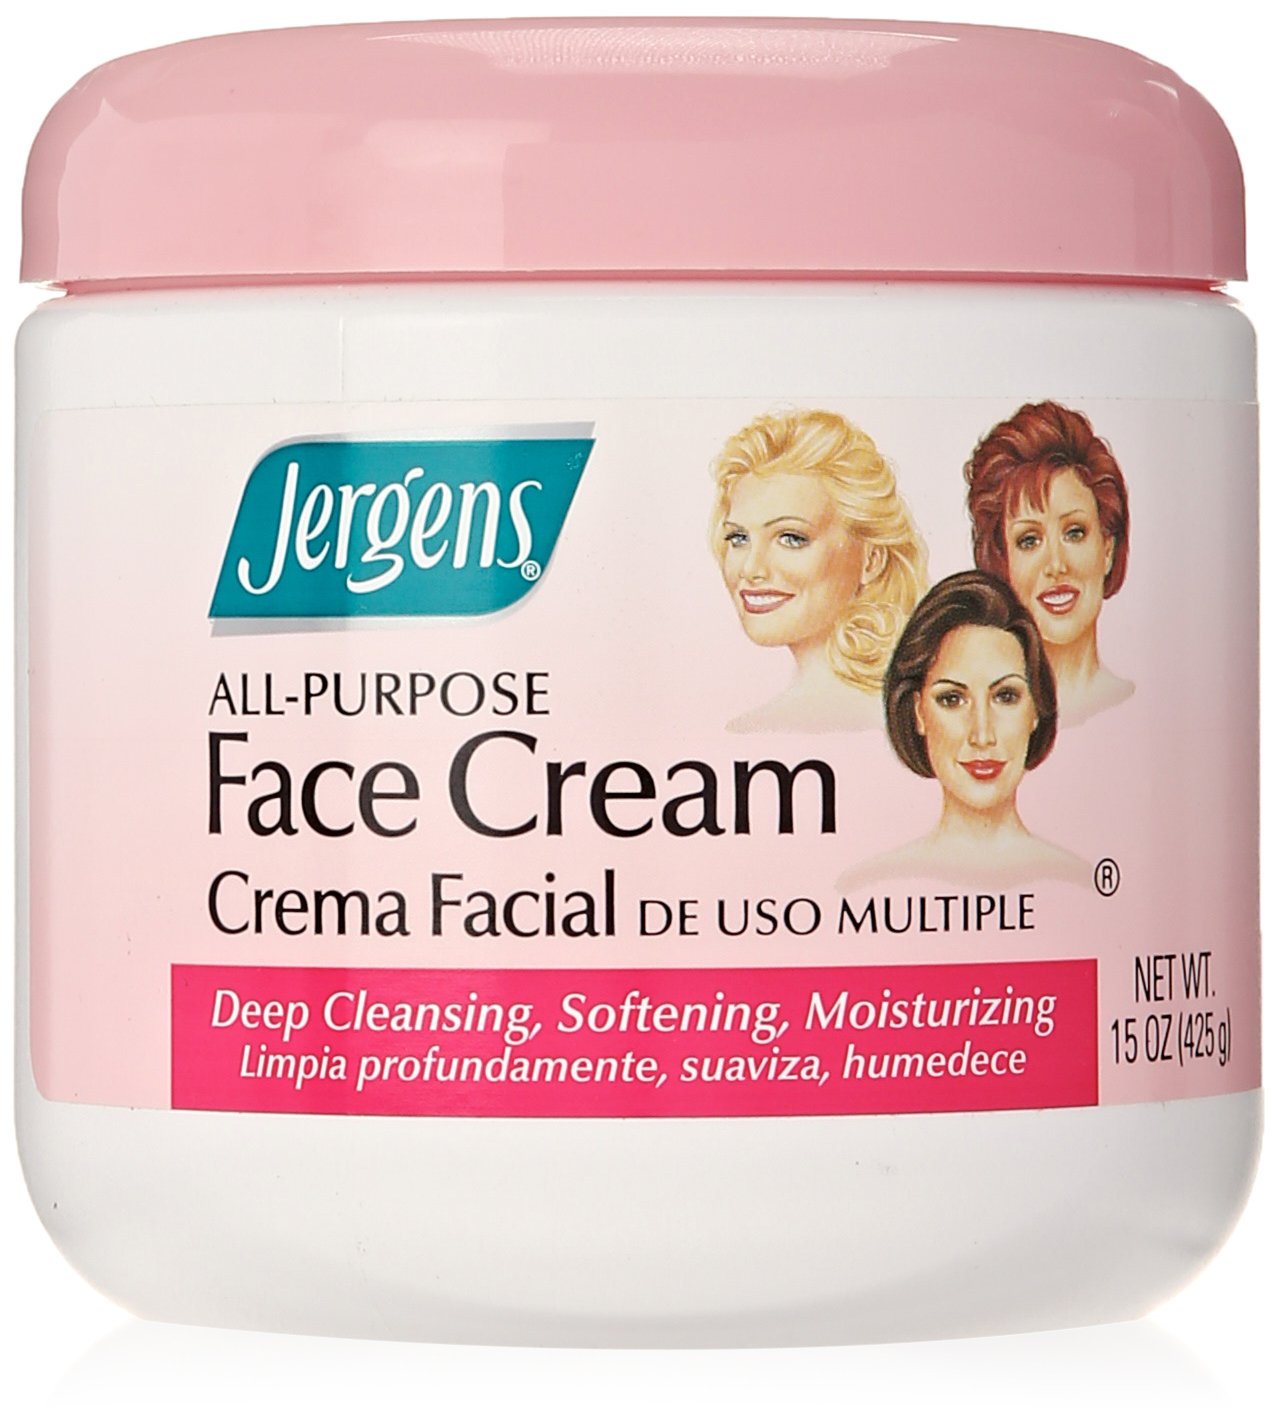 Jergens®
ALL-PURPOSE
Face Cream
Crema Facial DE USO MULTIPLE
®
Deep Cleansing, Softening, Moisturizing
Limpia profundamente, suaviza, humedece
NET WT.
15 OZ (425 g)